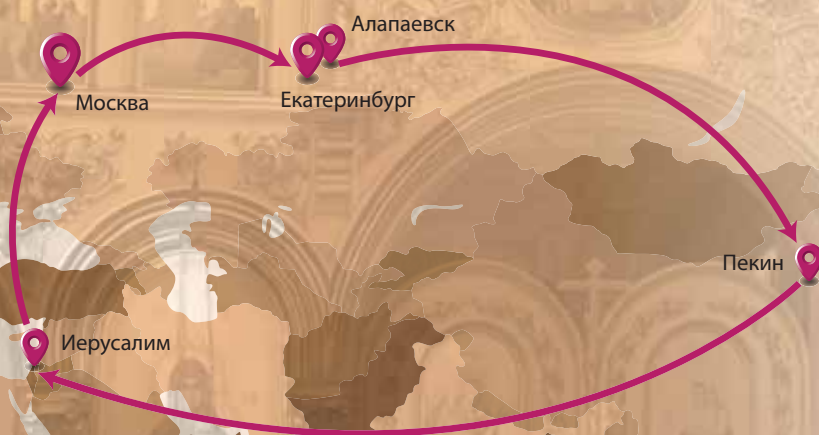 Алапаевск
Москва
Екатеринбург
Пекин
Иерусалим